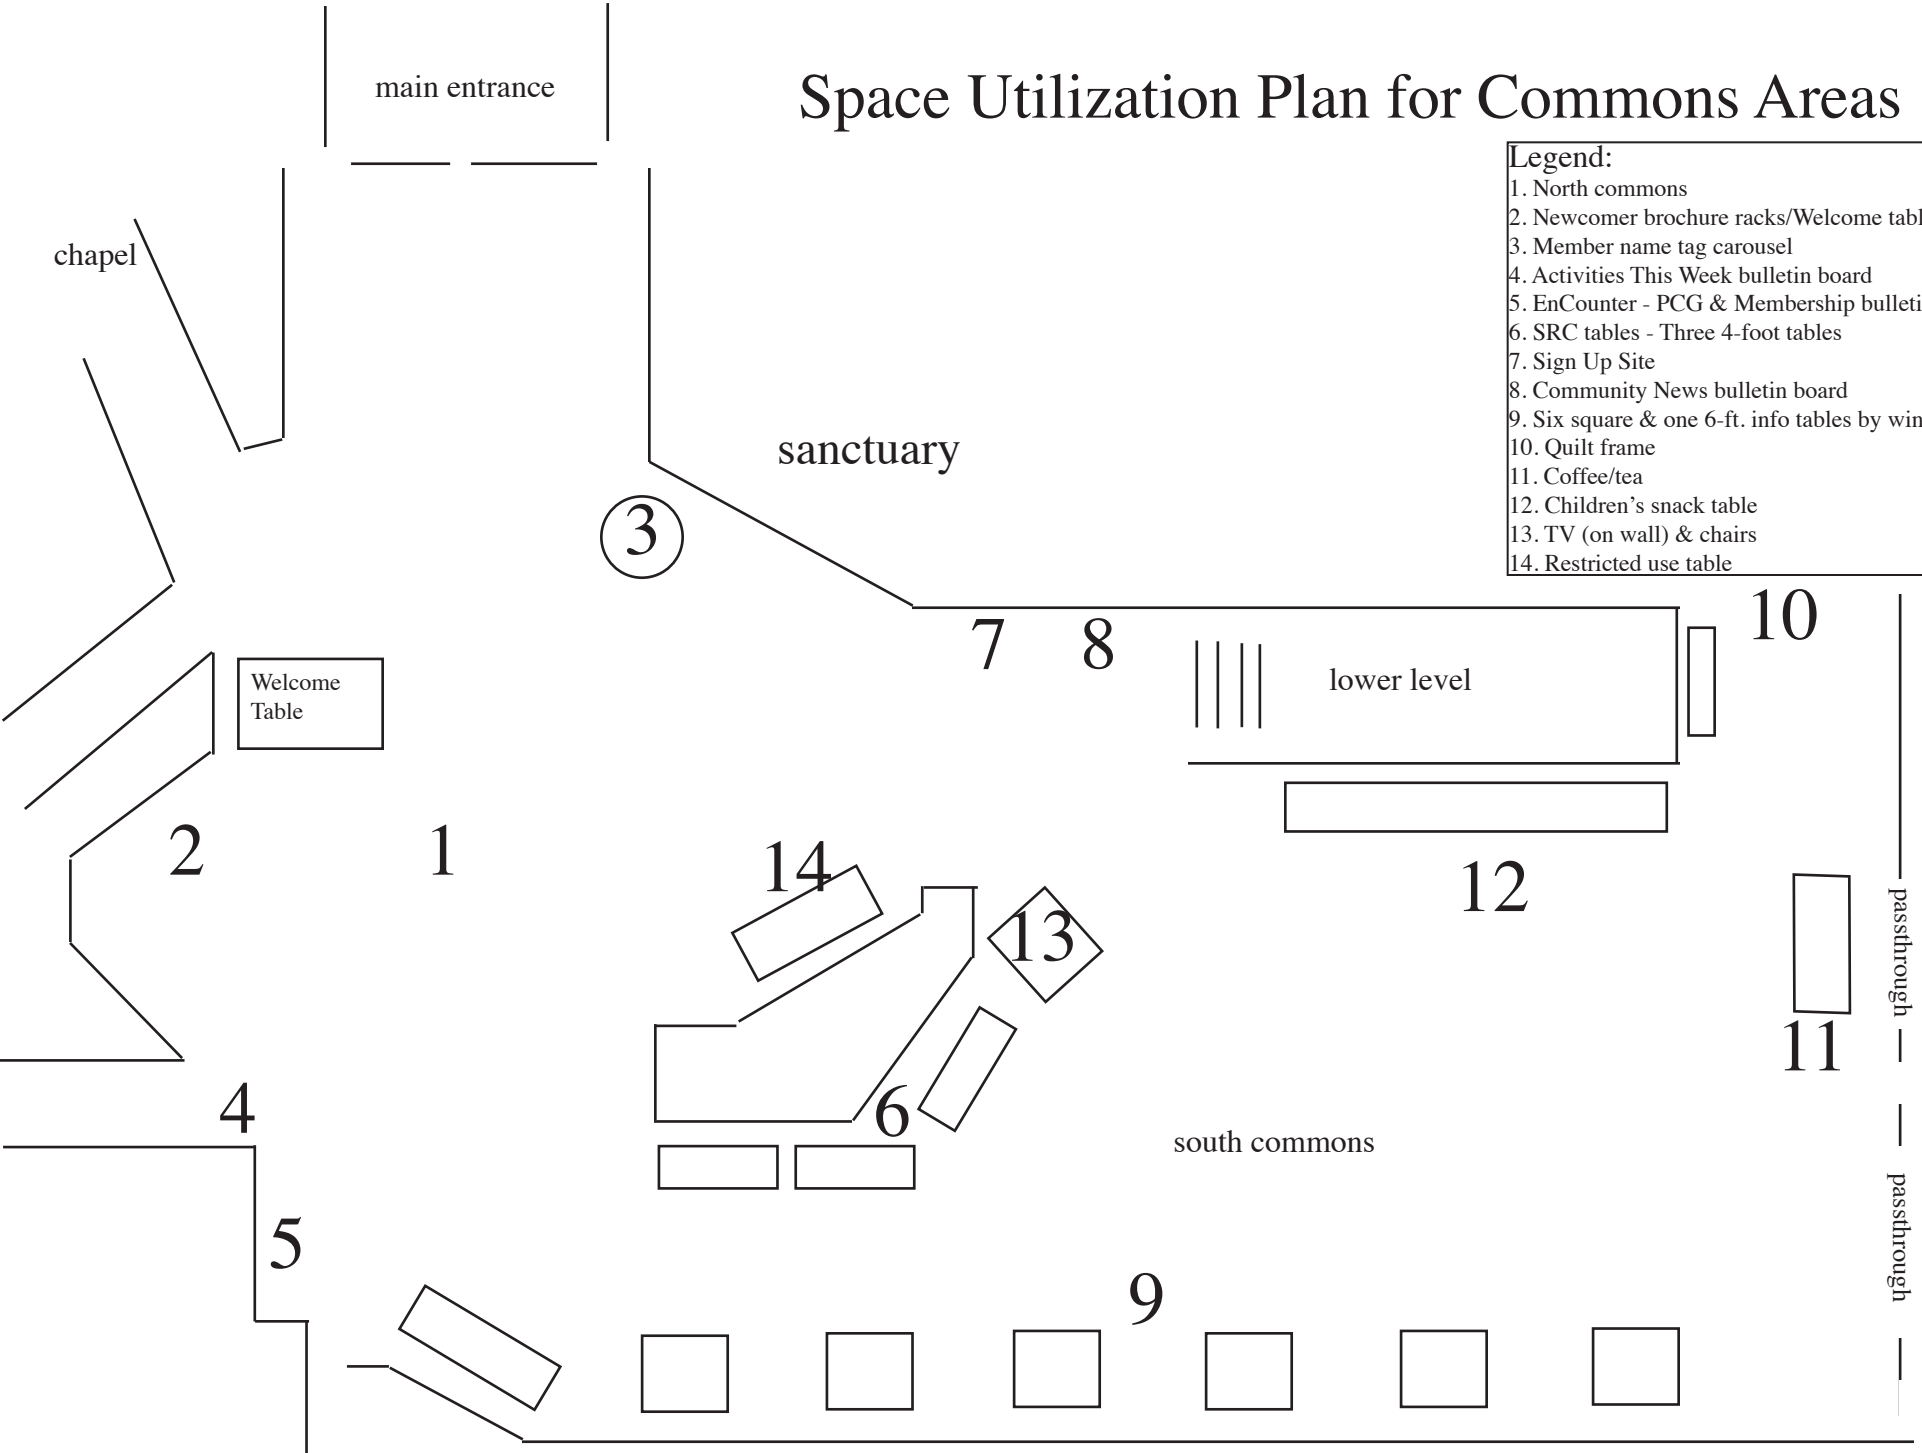 main entrance
Space Utilization Plan for Commons Areas
Legend:
1. North commons
2. Newcomer brochure racks/Welcome tabl
3. Member name tag carousel
4. Activities This Week bulletin board
5. EnCounter - PCG & Membership bulleti
6. SRC tables - Three 4-foot tables
7. Sign Up Site
8. Community News bulletin board
9. Six square & one 6-ft. info tables by win
10. Quilt frame
11. Coffee/tea
12. Children’s snack table
13. TV (on wall) & chairs
14. Restricted use table
chapel
sanctuary
3
10
7
8
lower level
Welcome
Table
2
1
14
12
13
passthrough
11
4
6
south commons
5
9
passthrough